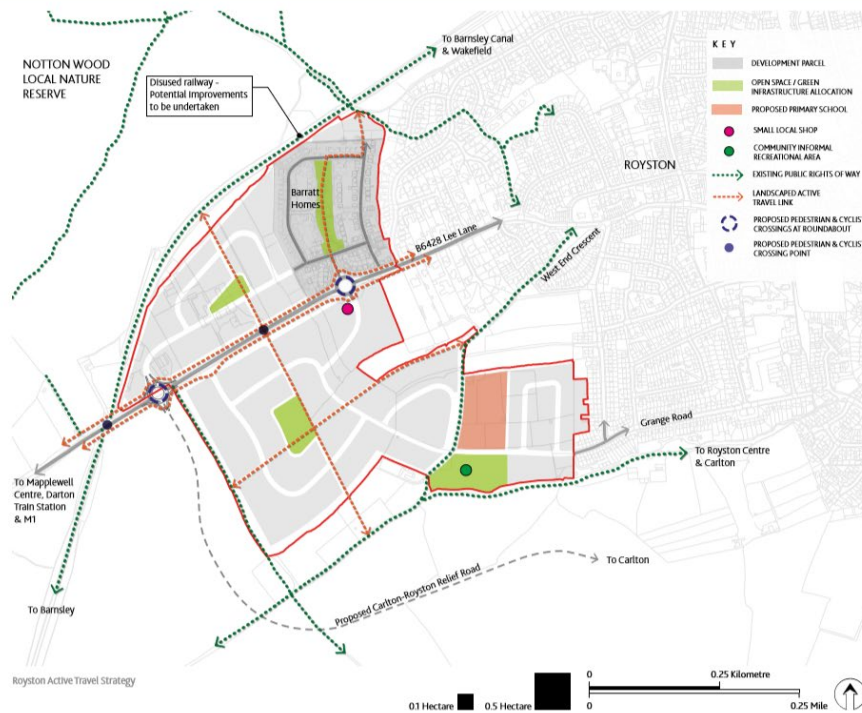 NOTTON WOOD
LOCAL NATURE
RESERVE
Disused railway –
Potential Improvements
to be undertaken
To Barnsley Canal
& Wakefield
KEY
DEVELOPMENT PARCEL
OPEN SPACE / GREEN
INFRASTRUCTURE ALLOCATION
PROPOSED PRIMARY SCHOOL
SMALL LOCAL SHOP
COMMUNITY INFORMAL
RECREATIONAL AREA
EXISTING PUBLIC RIGHTS OF WAY
LANDSCAPED ACTIVE
TRAVEL LINK
PROPOSED PEDESTRIAN & CYCLIS
CROSSINGS AT ROUNDABOUT
PROPOSED PEDESTRIAN & CYCLIS
CROSSING POINT
ROYSTON
Barratt
Homes
B6428 Lee Lane
West End Crescent
Grange Road
To Royston Centre
& Carlton
To Mapplewell
Centre, Darton
Train Station
& M1
To Carlton
Proposed Carlton-Royston Relief Road
To Barnsley
Royston Active Travel Strategy
0.1 Hectare
0.5 Hectare
0
0.25 Kilometre
0
0.25 Mile